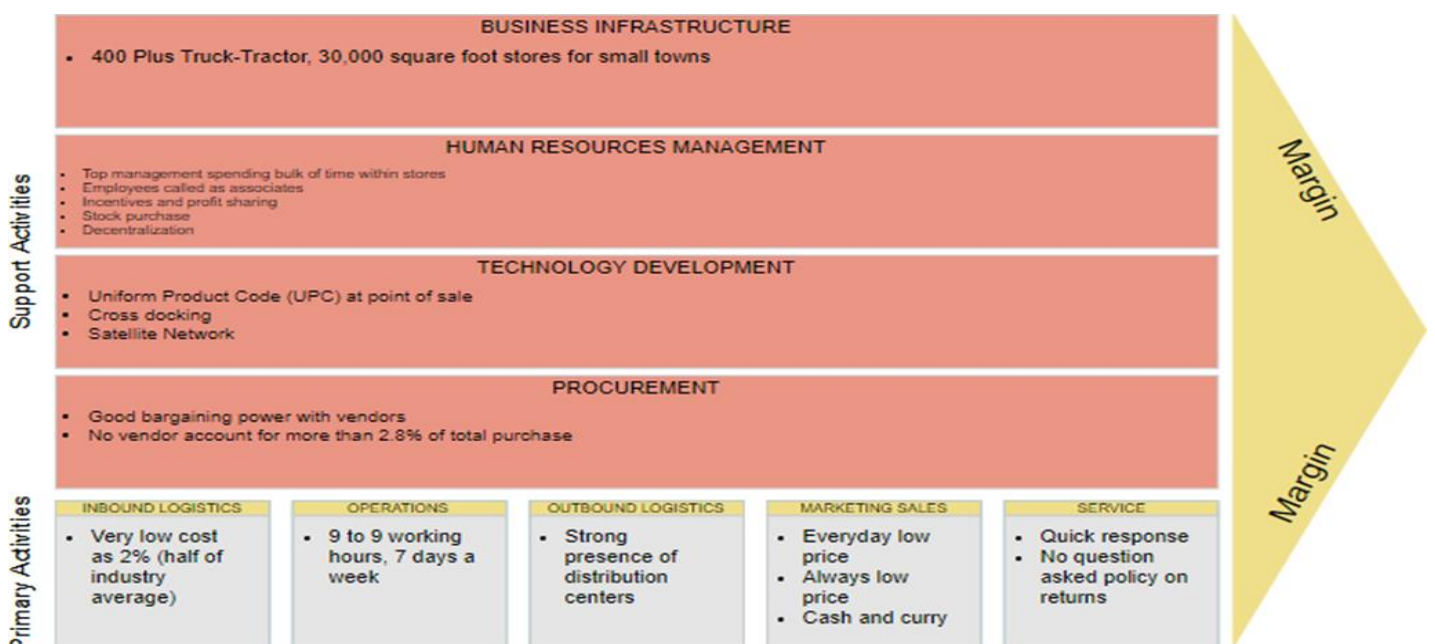 BUSINESS INFRASTRUCTURE
• 400 Plus Truck-Tractor, 30,000 square foot stores for small towns
HUMAN RESOURCES MANAGEMENT
• Top management spending bulk of time within stores
• Employees called as associates
• Incentives and profit sharing
• Stock purchase
• Decentralization
TECHNOLOGY DEVELOPMENT
• Uniform Product Code (UPC) at point of sale
• Cross docking
• Satellite Network
PROCUREMENT
• Good bargaining power with vendors
• No vendor account for more than 2.8% of total purchase
Support Activities
Primary Activities
INBOUND LOGISTICS
• Very low cost
as 2% (half of
industry
average)
OPERATIONS
• 9 to 9 working
hours, 7 days a
week
OUTBOUND LOGISTICS
• Strong
presence of
distribution
centers
MARKETING SALES
• Everyday low
price
• Always low
price
• Cash and curry
SERVICE
• Quick response
• No question
asked policy on
returns
Margin
Margin